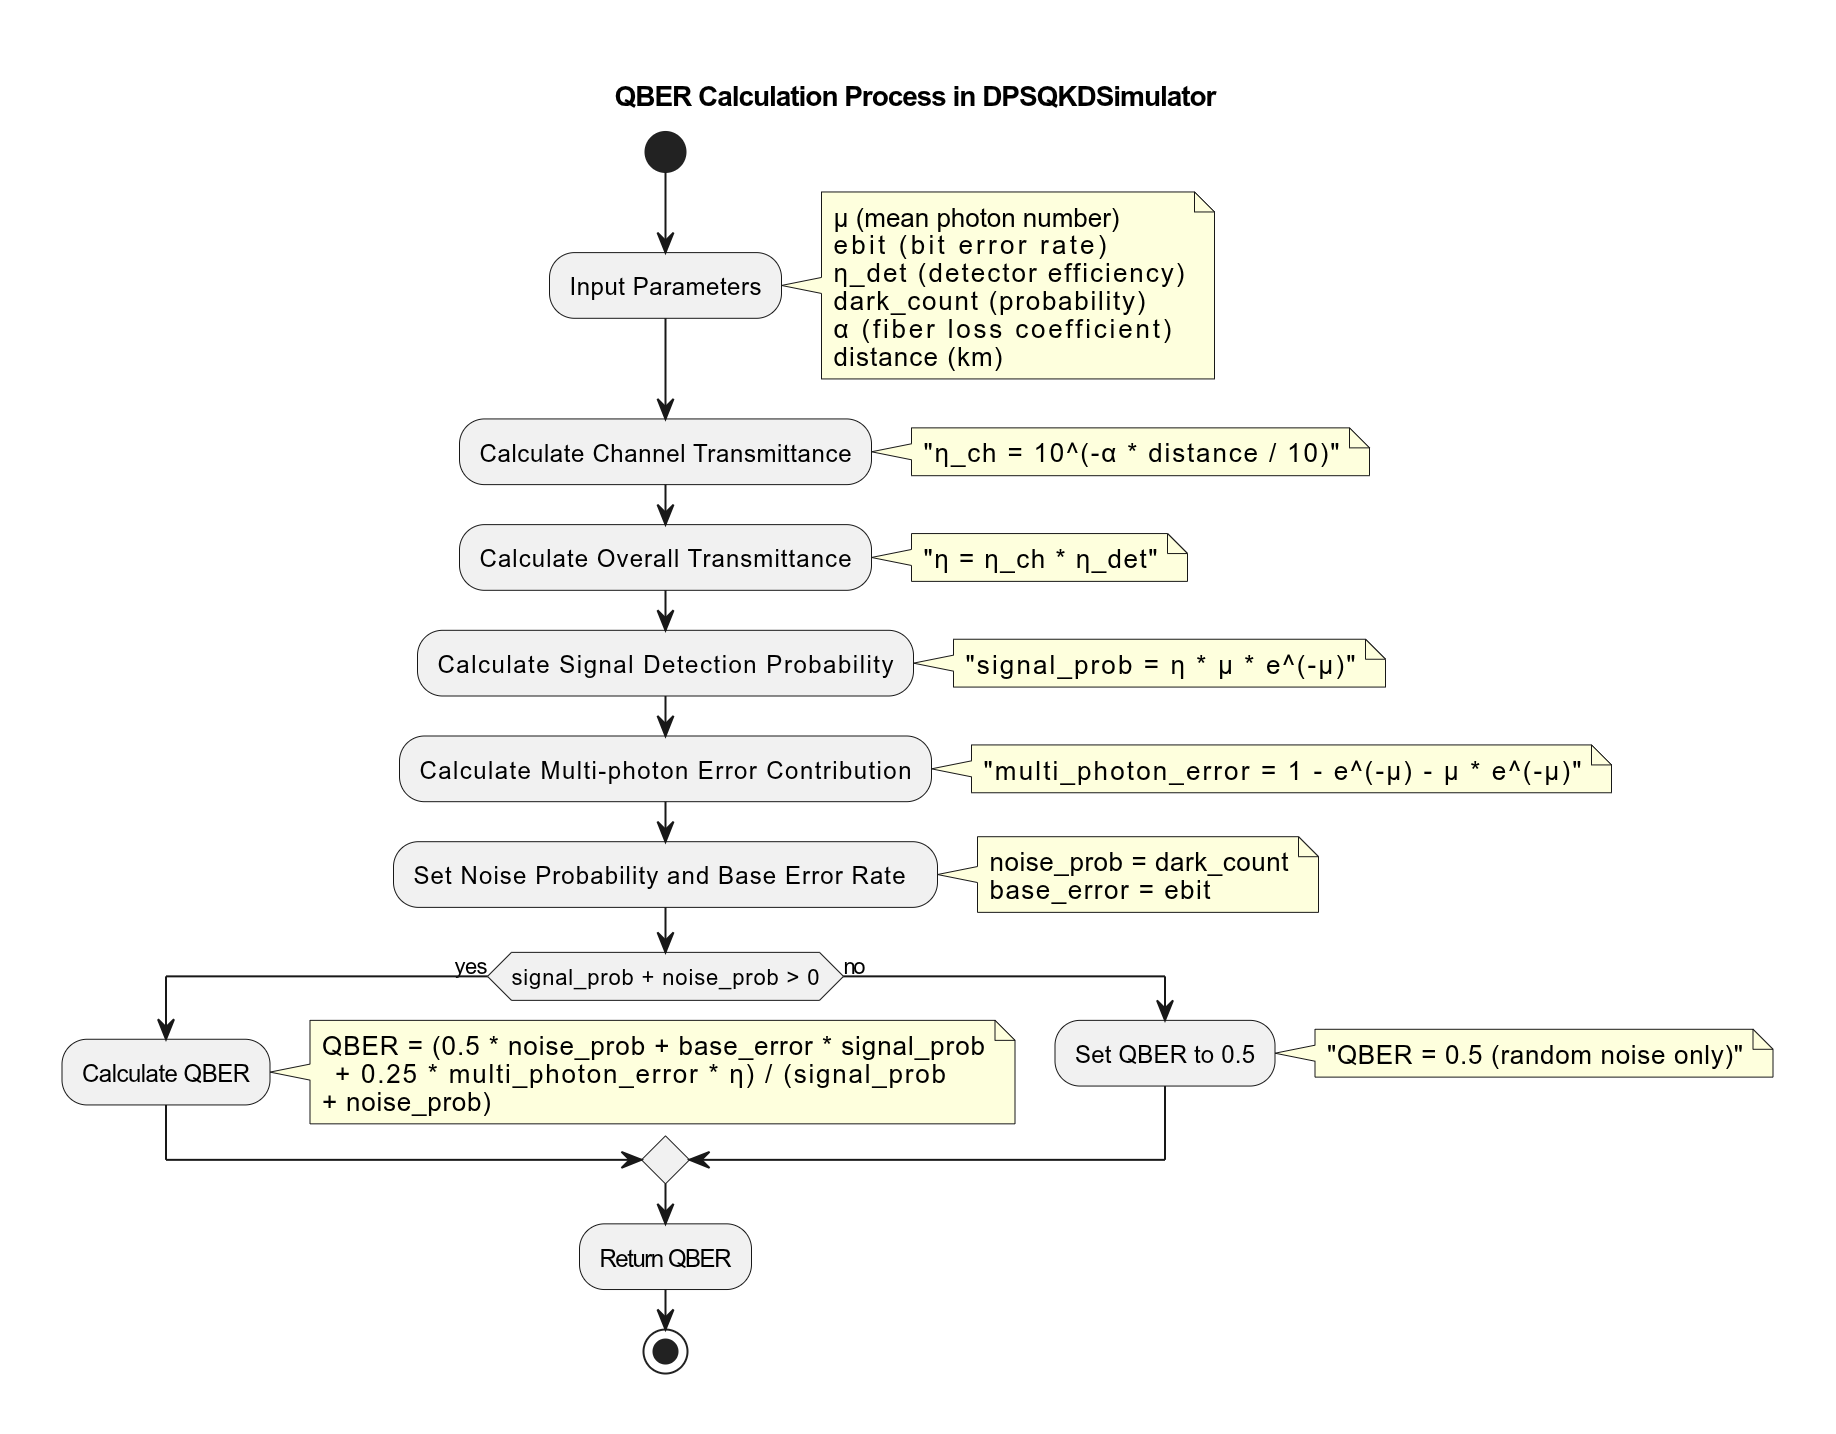 QBER Calculation Process in DPSQKDSimulator
Input Parameters
μ (mean photon number)
ebit (bit error rate)
η_det (detector efficiency)
dark_count (probability)
α (fiber loss coefficient)
distance (km)
Calculate Channel Transmittance
"η_ch = 10^(-α * distance / 10)"
Calculate Overall Transmittance
"η = η_ch * η_det"
Calculate Signal Detection Probability
"signal_prob = η * μ * e^(-μ)"
Calculate Multi-photon Error Contribution
"multi_photon_error = 1 - e^(-μ) - μ * e^(-μ)"
Set Noise Probability and Base Error Rate
noise_prob = dark_count
base_error = ebit
yes
signal_prob + noise_prob > 0
no
Calculate QBER
QBER = (0.5 * noise_prob + base_error * signal_prob
+ 0.25 * multi_photon_error * η) / (signal_prob
+ noise_prob)
Set QBER to 0.5
"QBER = 0.5 (random noise only)"
Return QBER